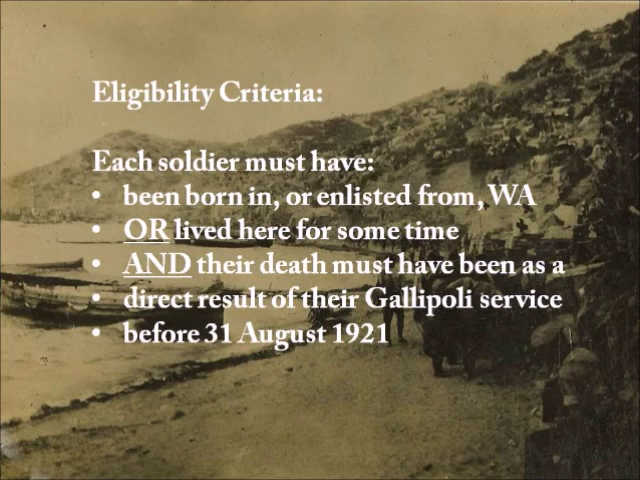 Eligibility Criteria:
Each soldier must have:
• been born in, or enlisted from, WA
• OR lived here for some time
• AND their death must have been as a
• direct result of their Gallipoli service
• before 31 August 1921